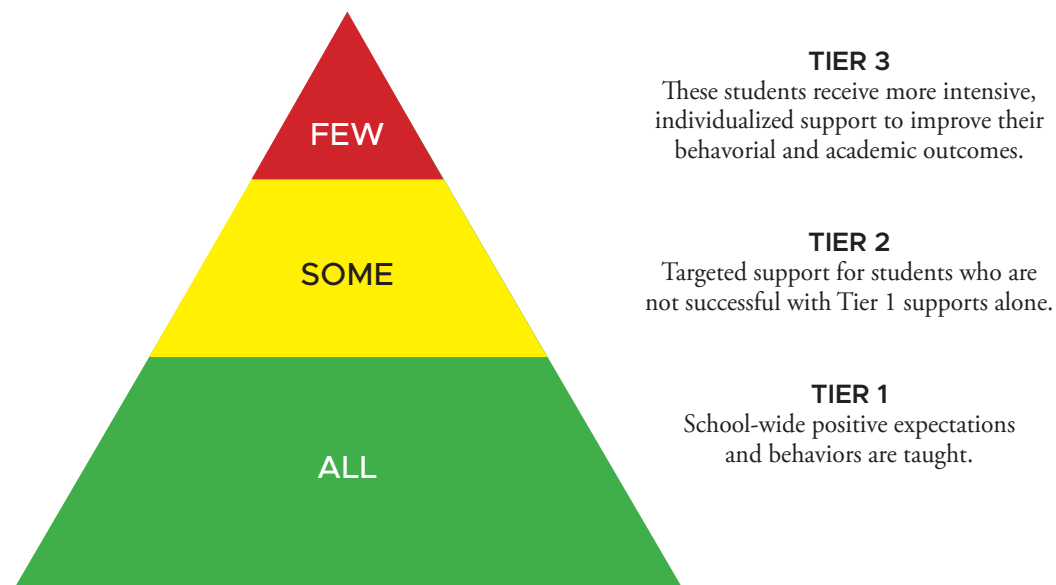 FEW
SOME
ALL
TIER 3
These students receive more intensive,
individualized support to improve their
behavorial and academic outcomes.
TIER 2
Targeted support for students who are
not successful with Tier 1 supports alone.
TIER 1
School-wide positive expectations
and behaviors are taught.